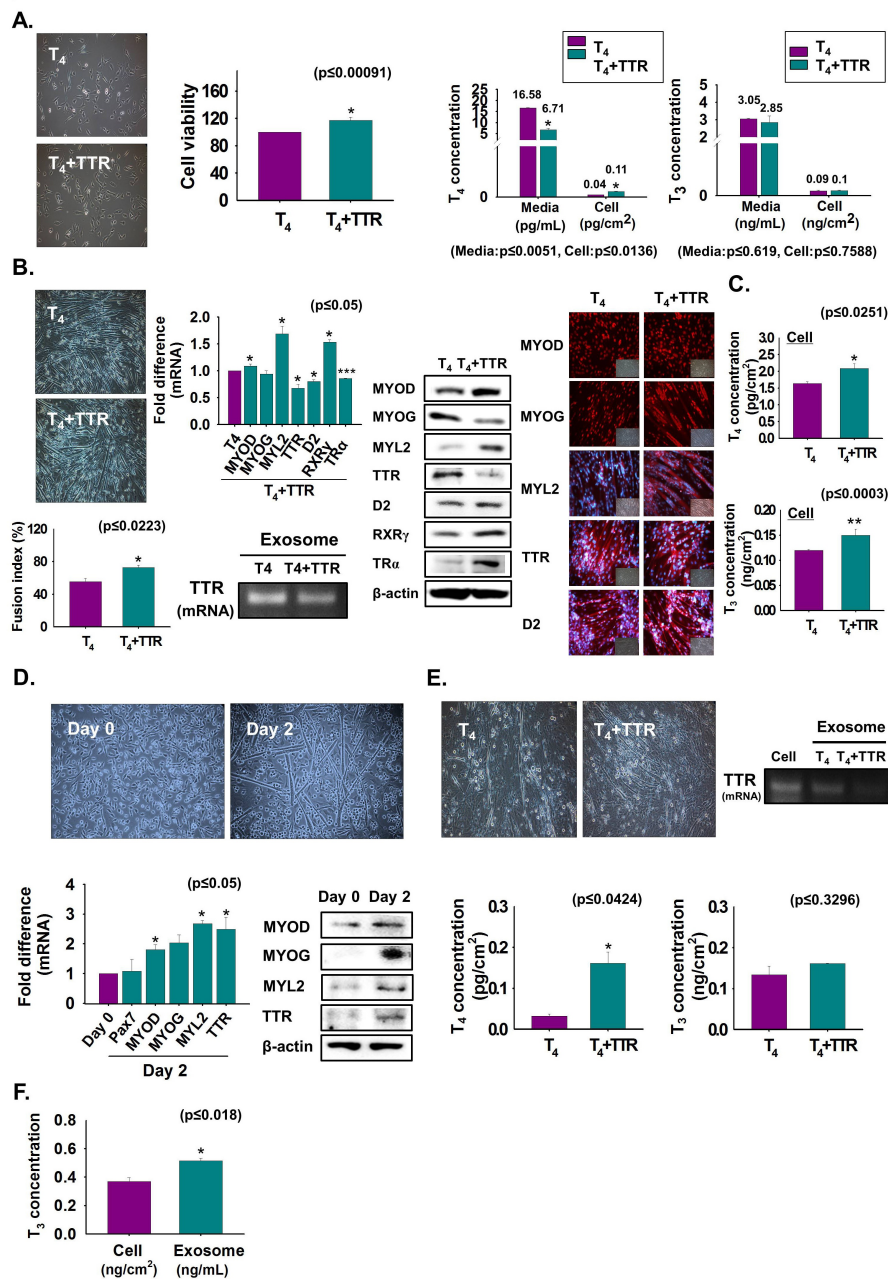 A.
T4
T4+TTR
Cell viability
120
100
80
60
40
20
0
(p≤0.00091)
*
T4
T4+TTR
T4
T4+TTR
T4 concentration
25
20
15
10
5
0
16.58
6.71
*
0.04
0.11
*
Media
(pg/mL)
Cell
(pg/cm2)
(Media:p≤0.0051, Cell:p≤0.0136)
T4
T4+TTR
T3 concentration
5
4
3
2
1
0
3.05
2.85
0.09
0.1
Media
(ng/mL)
Cell
(ng/cm2)
(Media:p≤0.619, Cell:p≤0.7588)
B.
T4
T4+TTR
Fold difference
(mRNA)
2.0
1.5
1.0
0.5
0.0
(p≤0.05)
*
*
*
*
*
***
T4
MYOD
MYOG
MYL2
TTR
D2
RXRγ
TRα
T4+TTR
Fusion index (%)
80
60
40
20
0
(p≤0.0223)
*
T4
T4+TTR
Exosome
T4
T4+TTR
TTR
(mRNA)
T4 T4+TTR
MYOD
MYOG
MYL2
TTR
D2
RXRγ
TRα
β-actin
T4
T4+TTR
MYOD
MYOG
MYL2
TTR
D2
C.
(p≤0.0251)
Cell
*
T4 concentration
(pg/cm2)
3.0
2.5
2.0
1.5
1.0
0.5
0.0
T4
T4+TTR
(p≤0.0003)
Cell
**
T3 concentration
(ng/cm2)
0.20
0.15
0.10
0.05
0.00
T4
T4+TTR
D.
Day 0
Day 2
Fold difference
(mRNA)
4
3
2
1
0
(p≤0.05)
*
*
*
Day 0
Pax7
MYOD
MYOG
MYL2
TTR
Day 2
Day 0 Day 2
MYOD
MYOG
MYL2
TTR
β-actin
E.
T4
T4+TTR
Exosome
Cell
T4
T4+TTR
TTR
(mRNA)
T4 concentration
(pg/cm2)
0.3
0.2
0.1
0.0
(p≤0.0424)
*
T4
T4+TTR
T3 concentration
(ng/cm2)
0.3
0.2
0.1
0.0
(p≤0.3296)
T4
T4+TTR
F.
T3 concentration
0.8
0.6
0.4
0.2
0.0
(p≤0.018)
*
Cell
(ng/cm2)
Exosome
(ng/mL)